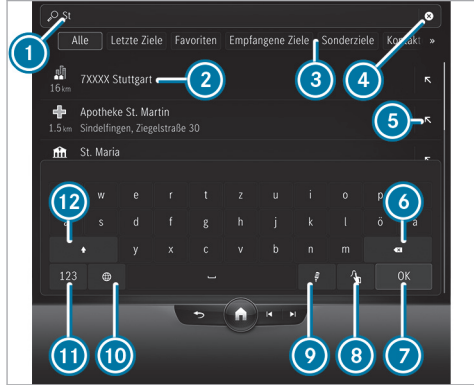 St
Alle Letzte Ziele Favoriten Empfangene Ziele Sonderziele Kontakt »
7XXXX Stuttgart
16 km
Apotheke St. Martin
1.5 km Sindelfingen, Ziegelstraße 30
St. Maria
w e r t z u i o p
a s d f g h j k l ö ä
y x c v b n m
123 OK
1
2
3
4
5
6
7
8
9
10
11
12